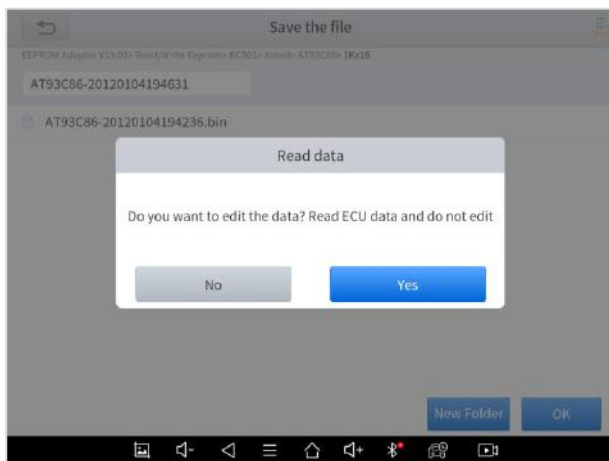 Save the file
EEPROM Adapter V19.05> Read/Write Eeprom> KC501> Atmel> AT93C86> 1Kx16
AT93C86-20120104194631
AT93C86-20120104194236.bin
Read data
Do you want to edit the data? Read ECU data and do not edit
No
Yes
New Folder
OK